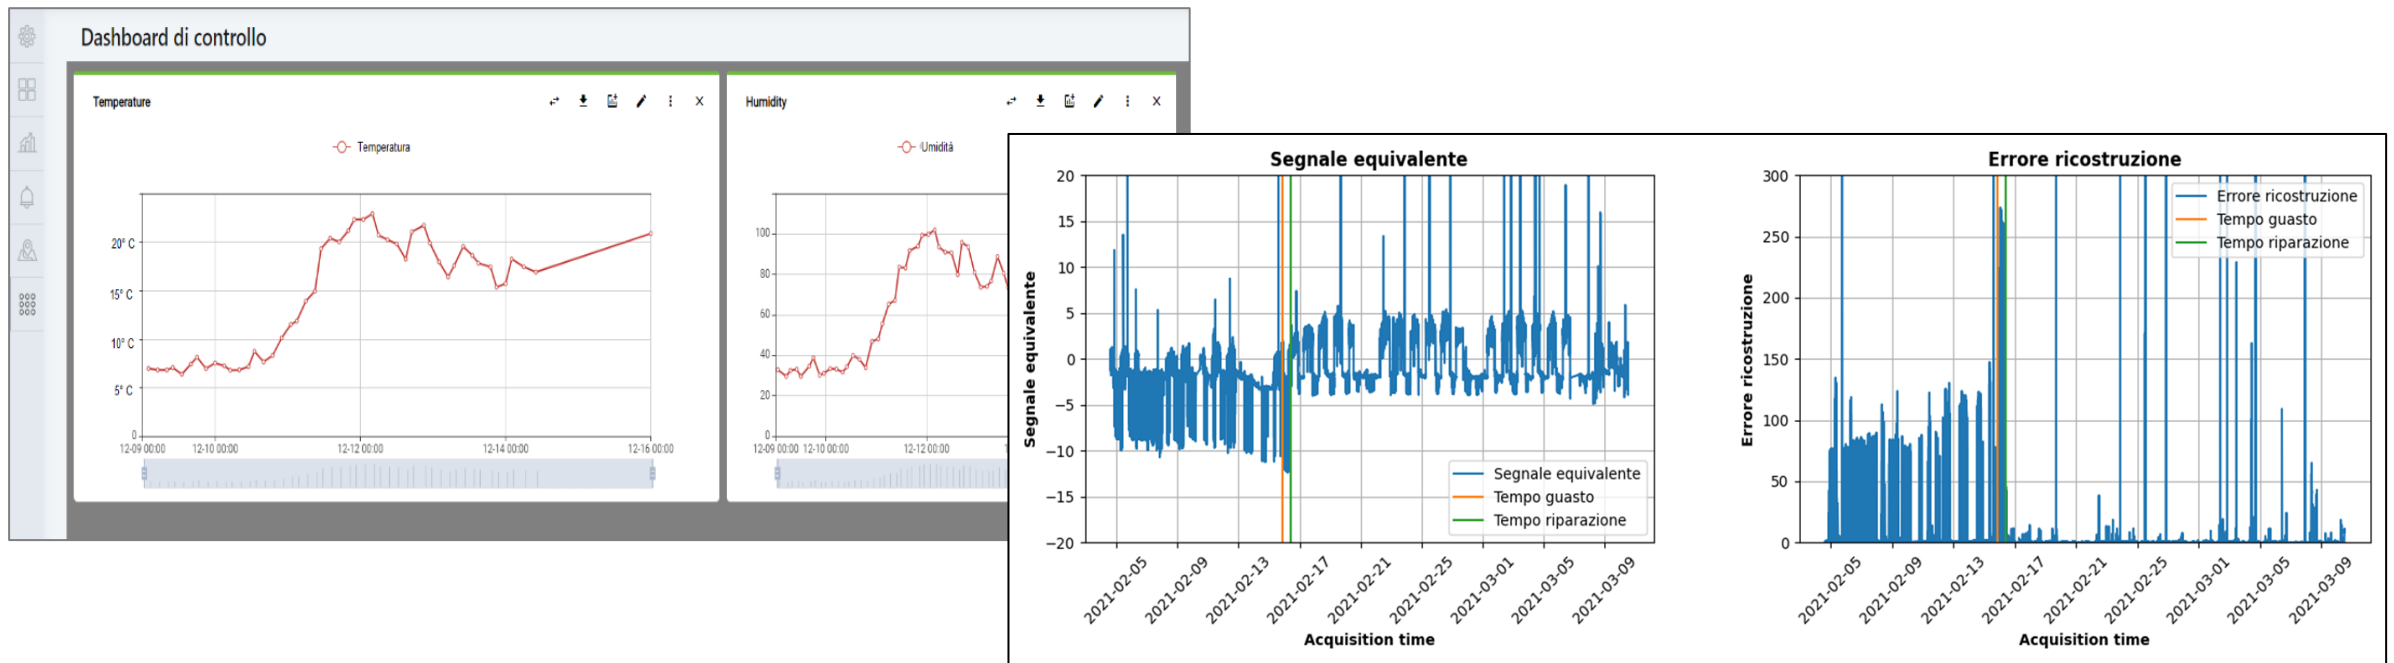 Dashboard di controllo
Temperature
Temperatura
20° C
15° C
10° C
5° C
0
12-09 00:00 12-10 00:00 12-12 00:00 12-14 00:00 12-16 00:00
Humidity
Umidità
100
80
60
40
20
0
12-09 00:00 12-10 00:00 12-12 00:00
Segnale equivalente
Segnale equivalente
20
15
10
5
0
−5
−10
−15
−20
Segnale equivalente
Tempo guasto
Tempo riparazione
2021-02-05 2021-02-09 2021-02-13 2021-02-17 2021-02-21 2021-02-25 2021-03-01 2021-03-05 2021-03-09
Acquisition time
Errore ricostruzione
Errore ricostruzione
300
250
200
150
100
50
0
Errore ricostruzione
Tempo guasto
Tempo riparazione
2021-02-05 2021-02-09 2021-02-13 2021-02-17 2021-02-21 2021-02-25 2021-03-01 2021-03-05 2021-03-09
Acquisition time